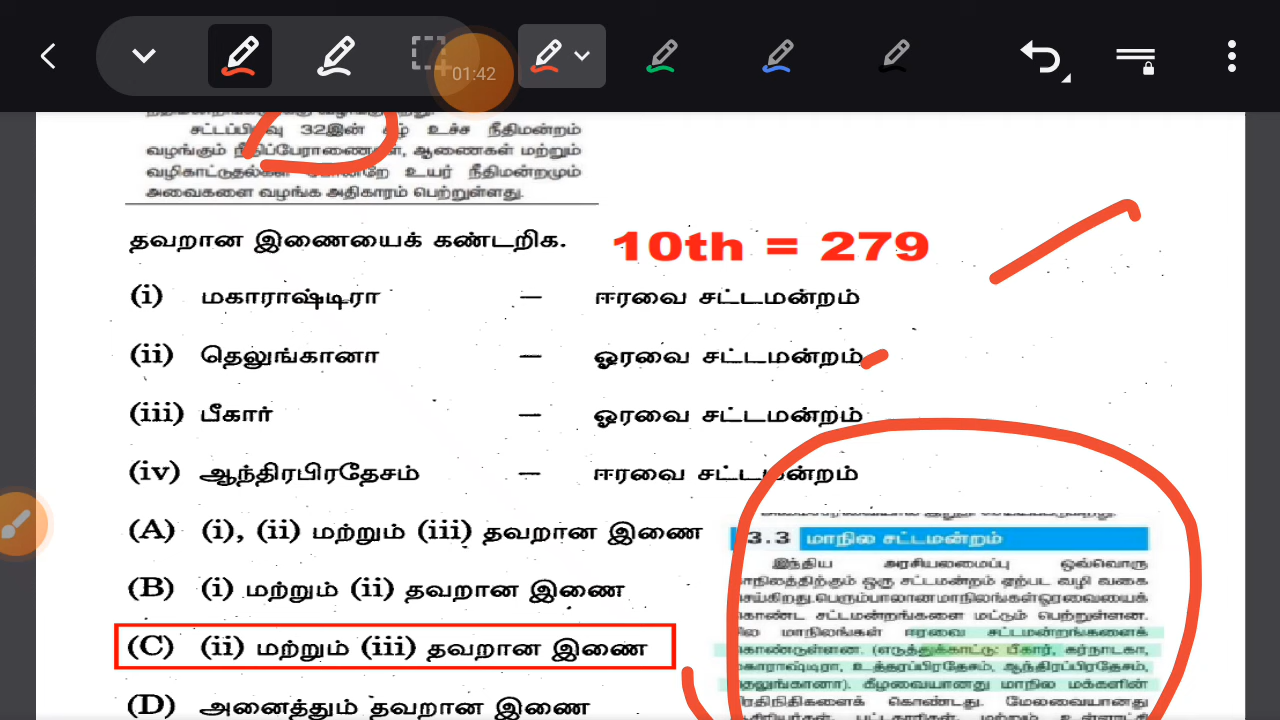 01:42
சட்டப்பிரிவு 32இன் கீழ் உச்ச நீதிமன்றம்
வழங்கும் நீதிப்பேராணைகள், ஆணைகள் மற்றும்
வழிகாட்டுதல்கள் போன்றே உயர் நீதிமன்றமும்
அவைகளை வழங்க அதிகாரம் பெற்றுள்ளது.
தவறான இணையைக் கண்டறிக. 10th = 279
(i) மகாராஷ்டிரா – ஈரவை சட்டமன்றம்
(ii) தெலுங்கானா – ஓரவை சட்டமன்றம்
(iii) பீகார் – ஓரவை சட்டமன்றம்
(iv) ஆந்திரபிரதேசம் – ஈரவை சட்டமன்றம்
(A) (i), (ii) மற்றும் (iii) தவறான இணை
(B) (i) மற்றும் (ii) தவறான இணை
(C) (ii) மற்றும் (iii) தவறான இணை
(D) அனைத்தும் தவறான இணை
3.3 மாநில சட்டமன்றம்
இந்திய அரசியலமைப்பு ஒவ்வொரு
மாநிலத்திற்கும் ஒரு சட்டமன்றம் ஏற்பட வழி வகை
செய்கிறது. பெரும்பாலான மாநிலங்கள் ஓரவையைக்
கொண்ட சட்டமன்றங்களை மட்டும் பெற்றுள்ளன.
சில மாநிலங்கள் ஈரவை சட்டமன்றங்களைக்
கொண்டுள்ளன. (எடுத்துக்காட்டு: பீகார், கர்நாடகா,
மகாராஷ்டிரா, உத்தரப்பிரதேசம், ஆந்திரப்பிரதேசம்,
தெலுங்கானா). கீழவையானது மாநில மக்களின்
பிரதிநிதிகளைக் கொண்டது. மேலவையானது